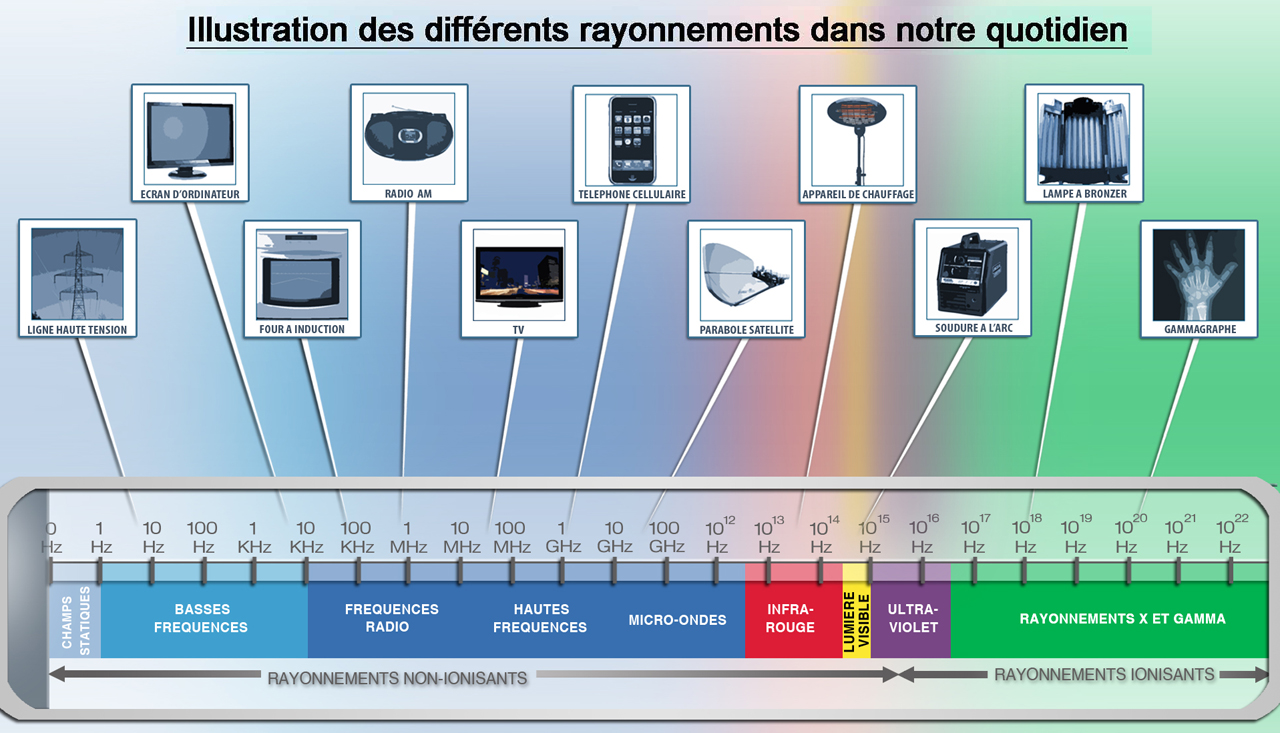 Illustration des différents rayonnements dans notre quotidien
ECRAN D'ORDINATEUR
RADIO AM
TELEPHONE CELLULAIRE
APPAREIL DE CHAUFFAGE
LAMPE A BRONZER
LIGNE HAUTE TENSION
FOUR A INDUCTION
TV
PARABOLE SATELLITE
SOUDURE A L'ARC
GAMMAGRAPHE
0 Hz
1 Hz
10 Hz
100 Hz
1 KHz
10 KHz
100 KHz
1 MHz
10 MHz
100 MHz
1 GHz
10 GHz
100 GHz
10¹² Hz
10¹³ Hz
10¹⁴ Hz
10¹⁵ Hz
10¹⁶ Hz
10¹⁷ Hz
10¹⁸ Hz
10¹⁹ Hz
10²⁰ Hz
10²¹ Hz
10²² Hz
CHAMPS
STATIQUES
BASSES
FREQUENCES
FREQUENCES
RADIO
HAUTES
FREQUENCES
MICRO-ONDES
INFRA-
ROUGE
LUMIERE
VISIBLE
ULTRA-
VIOLET
RAYONNEMENTS X ET GAMMA
RAYONNEMENTS NON-IONISANTS
RAYONNEMENTS IONISANTS